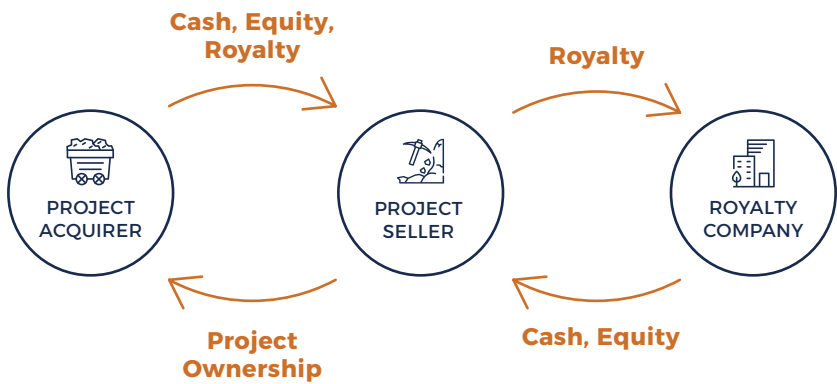 Cash, Equity,
Royalty
Royalty
PROJECT
ACQUIRER
PROJECT
SELLER
ROYALTY
COMPANY
Project
Ownership
Cash, Equity